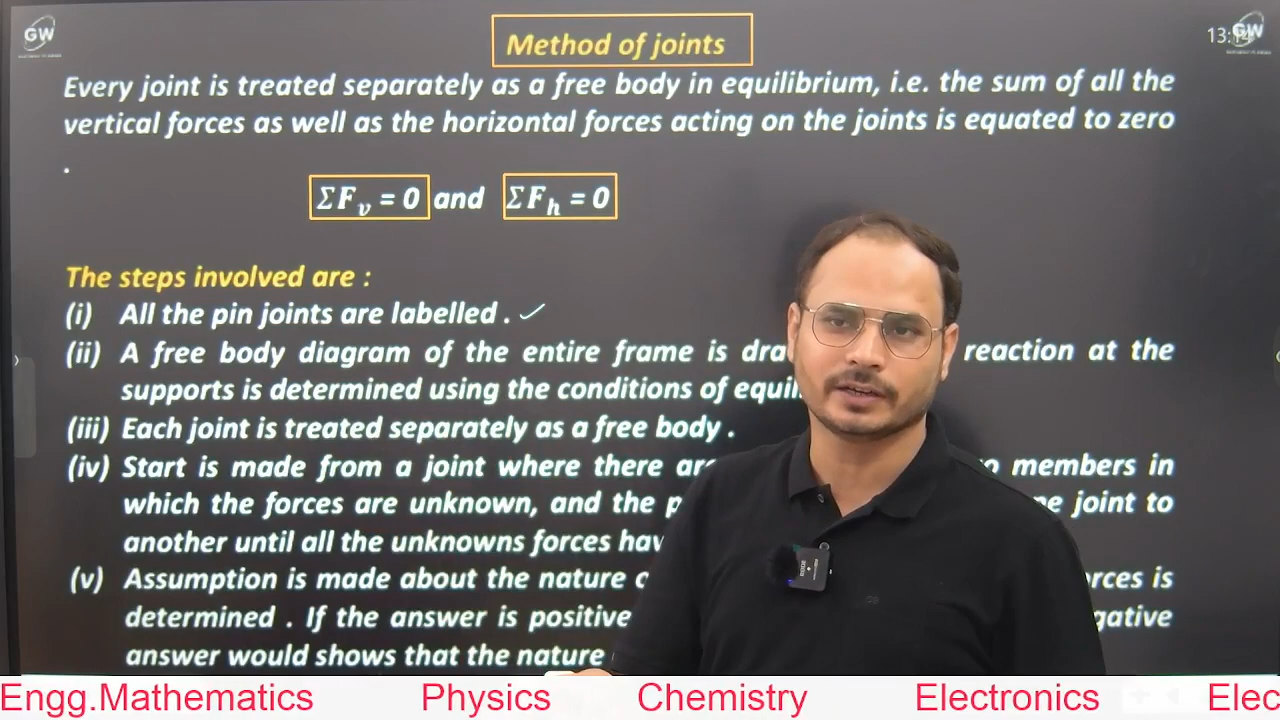 GW
Method of joints
13:
GW
Every joint is treated separately as a free body in equilibrium, i.e. the sum of all the
vertical forces as well as the horizontal forces acting on the joints is equated to zero
.
ΣFᵥ = 0 and ΣFₕ = 0
The steps involved are :
(i) All the pin joints are labelled .
(ii) A free body diagram of the entire frame is reaction at the
supports is determined using the conditions of
(iii) Each joint is treated separately as a free body .
(iv) Start is made from a joint where there members in
which the forces are unknown, and the joint to
another until all the unknowns forces
(v) Assumption is made about the nature is
determined . If the answer is positive
answer would shows that the nature
Engg.Mathematics Physics Chemistry Electronics Elec